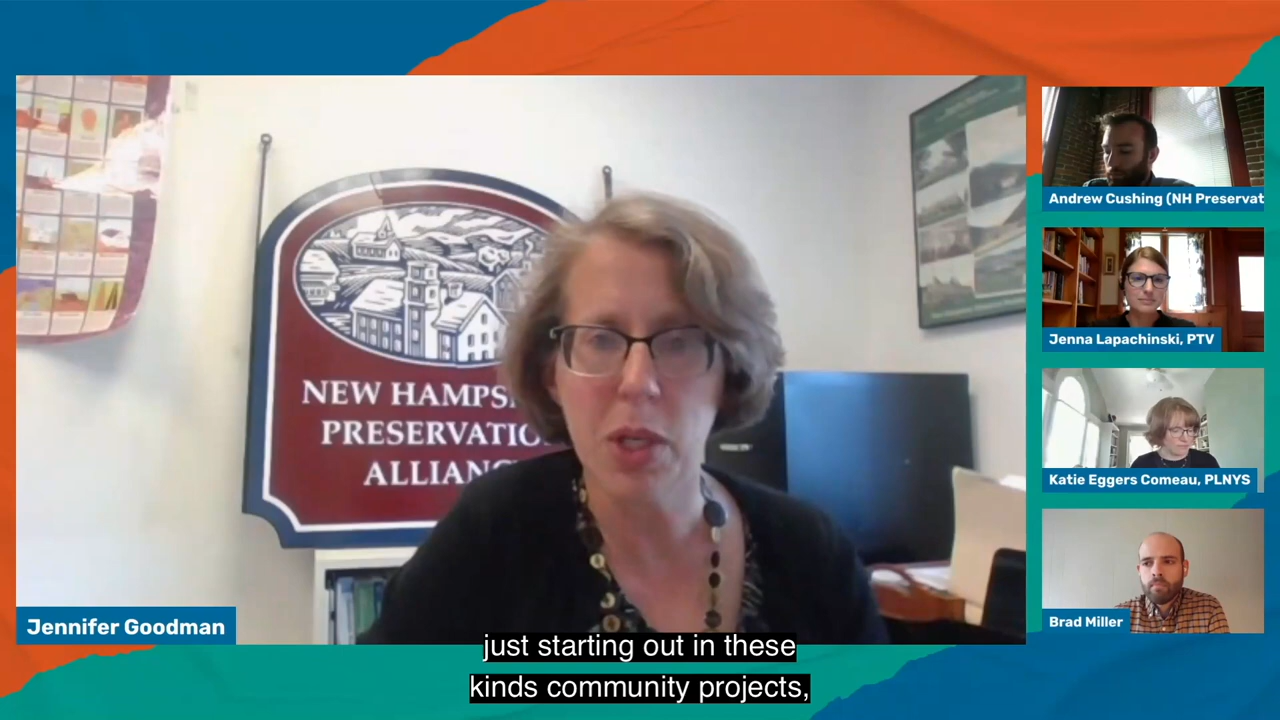 NEW HAMPS
PRESERVATIO
ALLIANC
Jennifer Goodman
Andrew Cushing (NH Preservat
Jenna Lapachinski, PTV
Katie Eggers Comeau, PLNYS
Brad Miller
just starting out in these
kinds community projects,